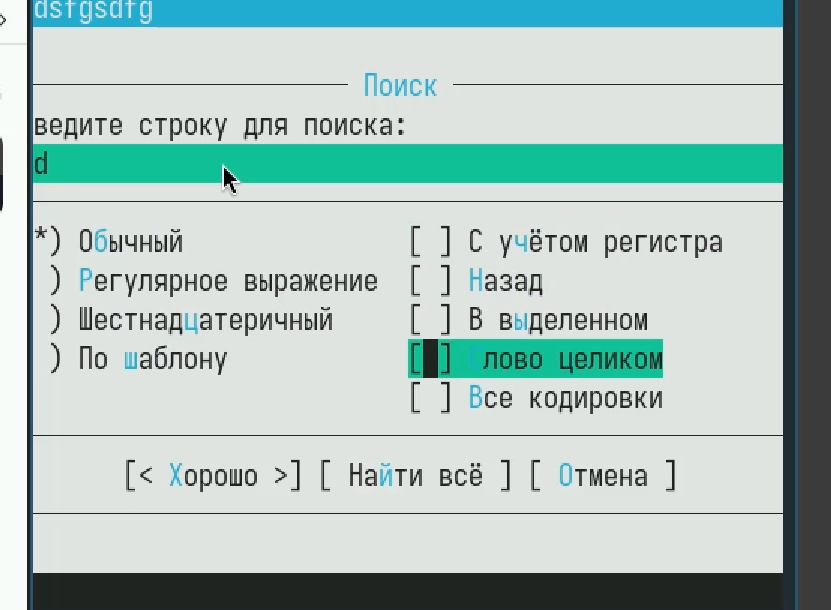 dsfgsdfg
Поиск
ведите строку для поиска:
d
*) Обычный
[ ] С учётом регистра
) Регулярное выражение
[ ] Назад
) Шестнадцатеричный
[ ] В выделенном
) По шаблону
[ ] лово целиком
[ ] Все кодировки
[< Хорошо >] [ Найти всё ] [ Отмена ]